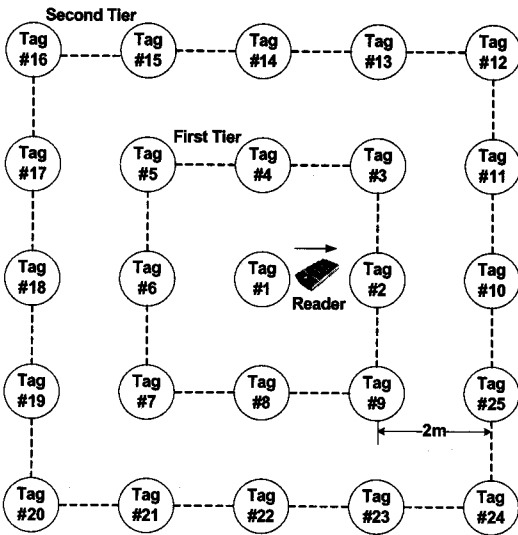 Second Tier
Tag
#16
Tag
#15
Tag
#14
Tag
#13
Tag
#12
First Tier
Tag
#17
Tag
#5
Tag
#4
Tag
#3
Tag
#11
Tag
#18
Tag
#6
Tag
#1
Reader
Tag
#2
Tag
#10
Tag
#19
Tag
#7
Tag
#8
Tag
#9
2m
Tag
#25
Tag
#20
Tag
#21
Tag
#22
Tag
#23
Tag
#24